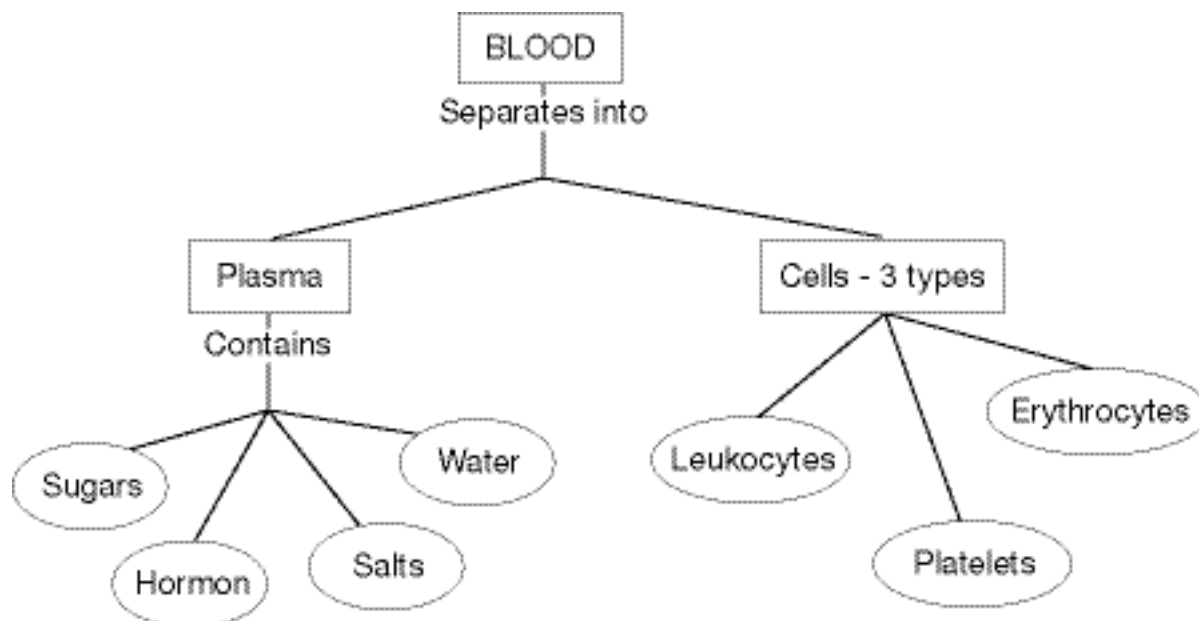 BLOOD
Separates into
Plasma
Cells - 3 types
Contains
Erythrocytes
Leukocytes
Water
Sugars
Salts
Platelets
Hormon